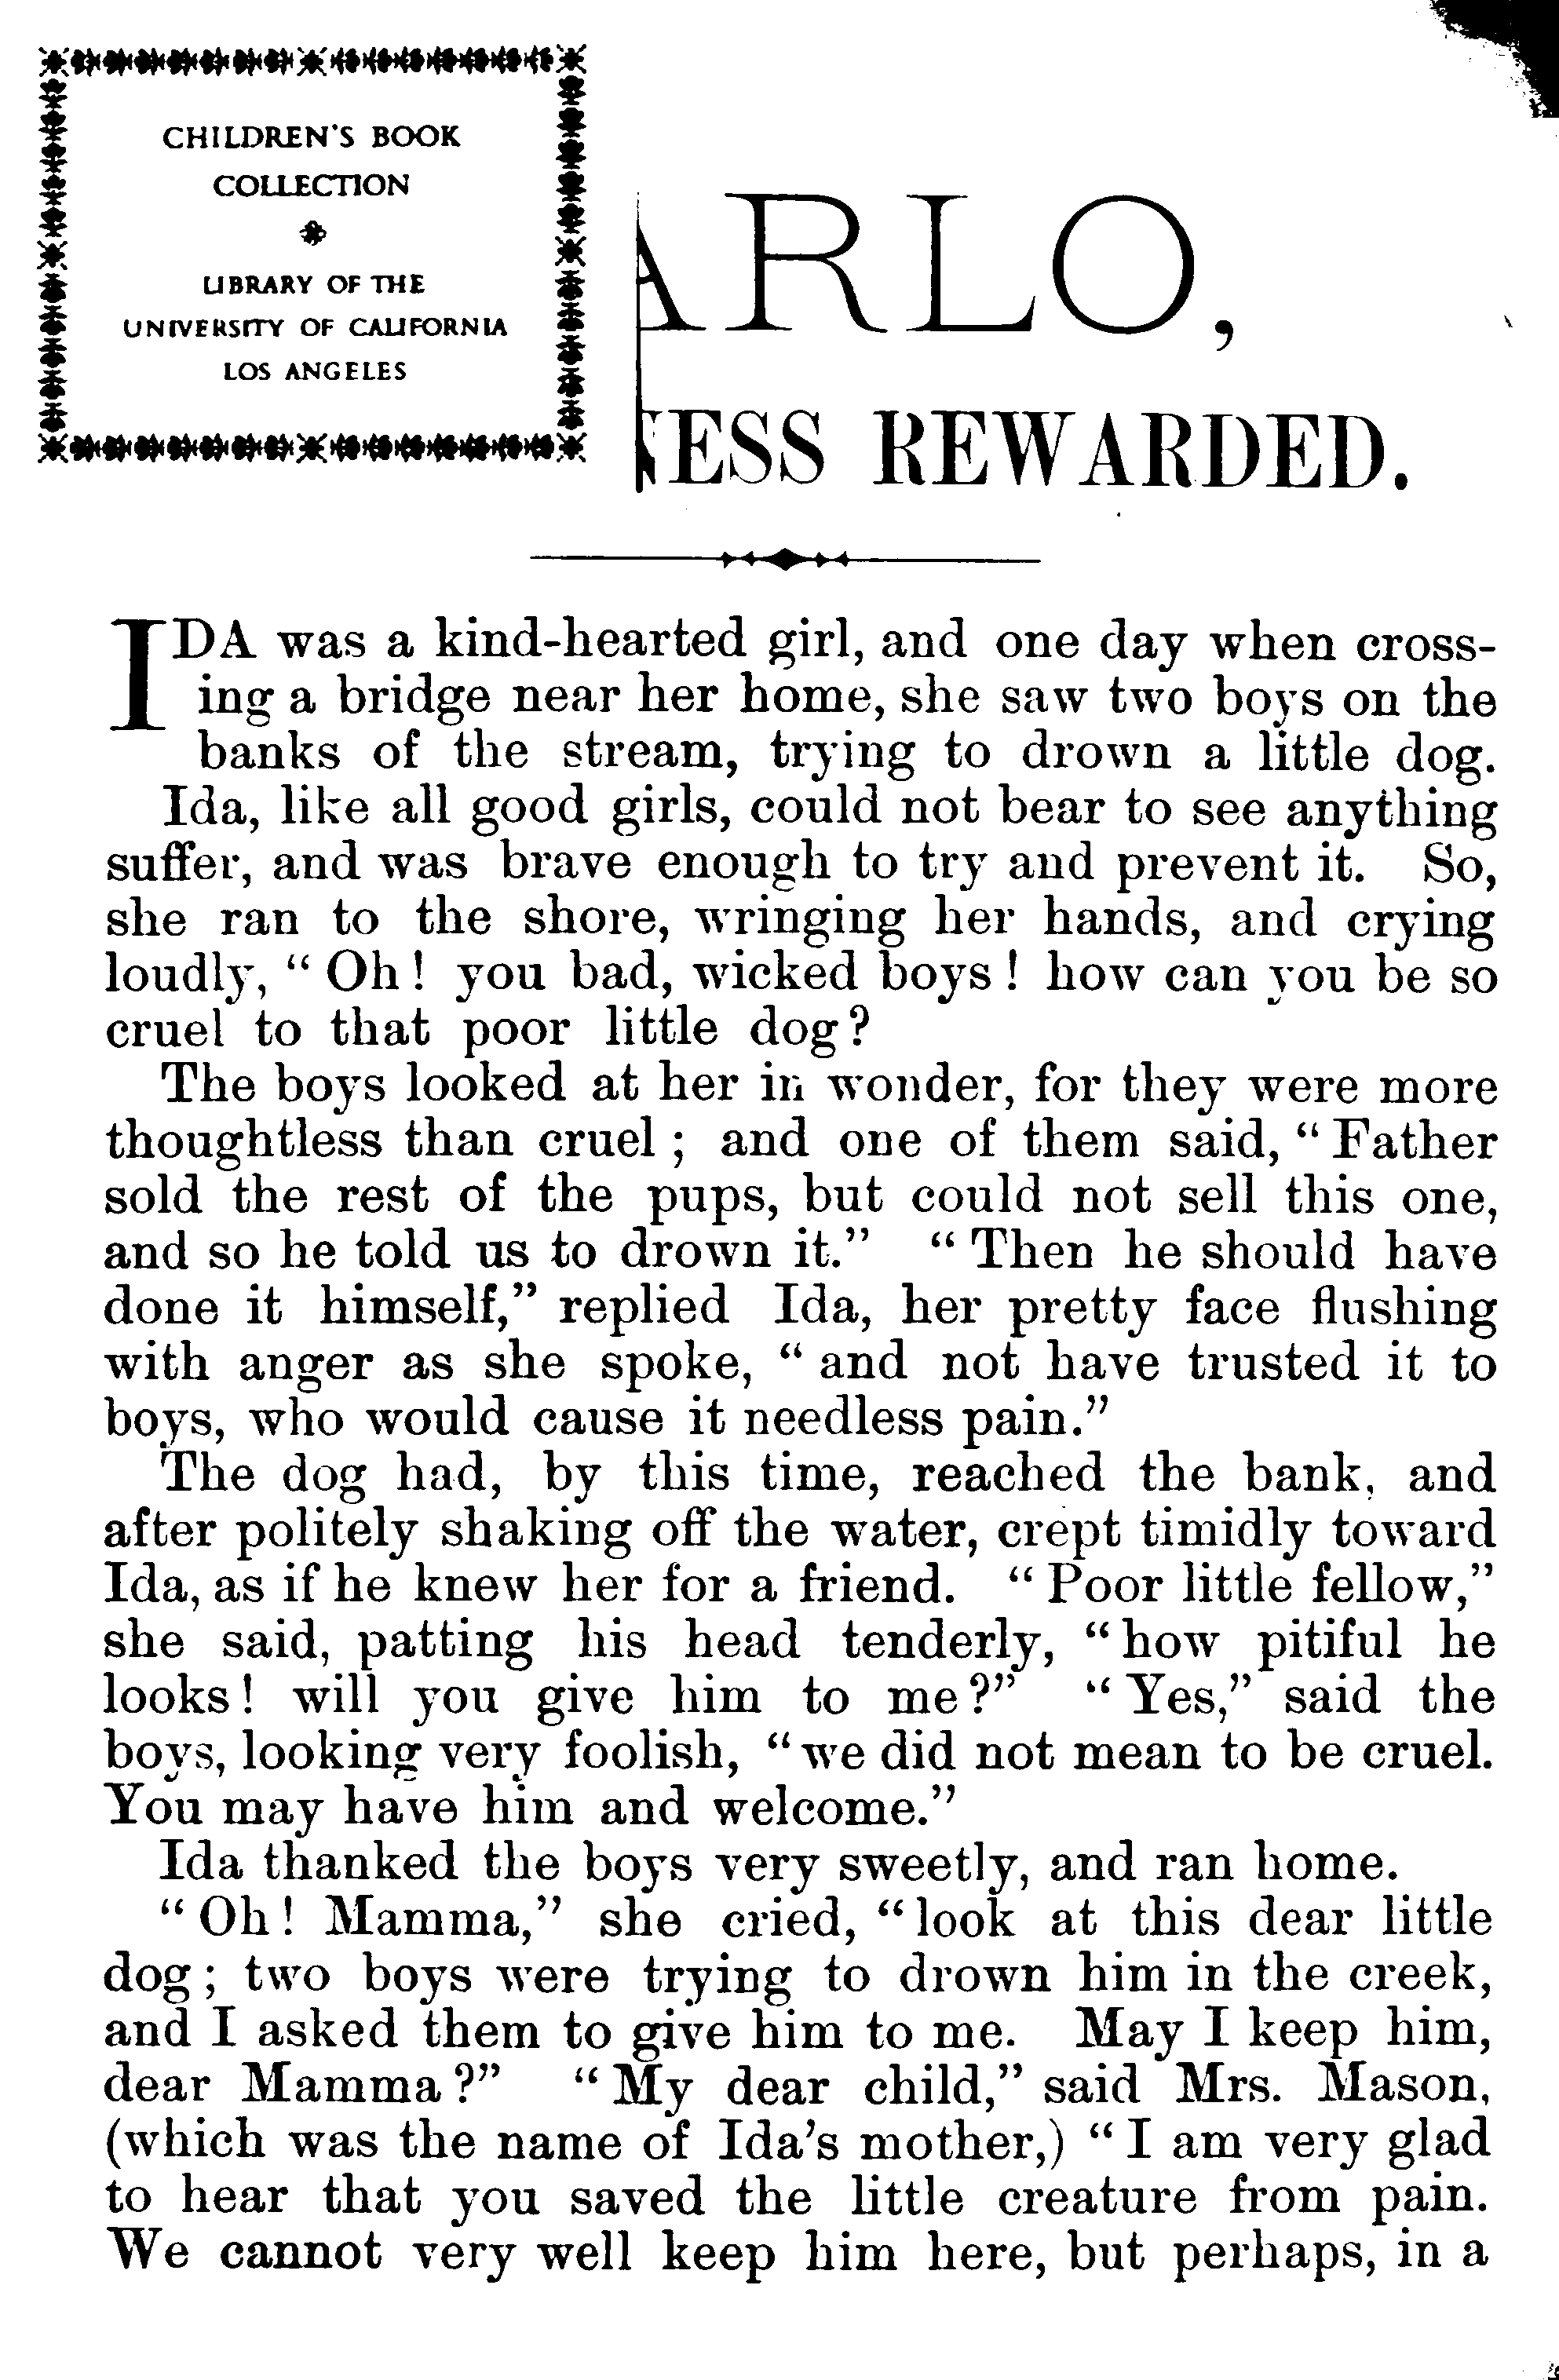 CHILDREN'S BOOK
COLLECTION
LIBRARY OF THE
UNIVERSITY OF CALIFORNIA
LOS ANGELES
ARLO,
NESS REWARDED.
IDA was a kind-hearted girl, and one day when cross-
ing a bridge near her home, she saw two boys on the
banks of the stream, trying to drown a little dog.
Ida, like all good girls, could not bear to see anything
suffer, and was brave enough to try and prevent it. So,
she ran to the shore, wringing her hands, and crying
loudly, “ Oh ! you bad, wicked boys ! how can you be so
cruel to that poor little dog?
The boys looked at her in wonder, for they were more
thoughtless than cruel ; and one of them said, “ Father
sold the rest of the pups, but could not sell this one,
and so he told us to drown it.” “ Then he should have
done it himself,” replied Ida, her pretty face flushing
with anger as she spoke, “ and not have trusted it to
boys, who would cause it needless pain.”
The dog had, by this time, reached the bank, and
after politely shaking off the water, crept timidly toward
Ida, as if he knew her for a friend. “ Poor little fellow,”
she said, patting his head tenderly, “ how pitiful he
looks ! will you give him to me ?” “ Yes,” said the
boys, looking very foolish, “ we did not mean to be cruel.
You may have him and welcome.”
Ida thanked the boys very sweetly, and ran home.
“ Oh ! Mamma,” she cried, “ look at this dear little
dog ; two boys were trying to drown him in the creek,
and I asked them to give him to me. May I keep him,
dear Mamma ?” “ My dear child,” said Mrs. Mason,
(which was the name of Ida's mother,) “ I am very glad
to hear that you saved the little creature from pain.
We cannot very well keep him here, but perhaps, in a